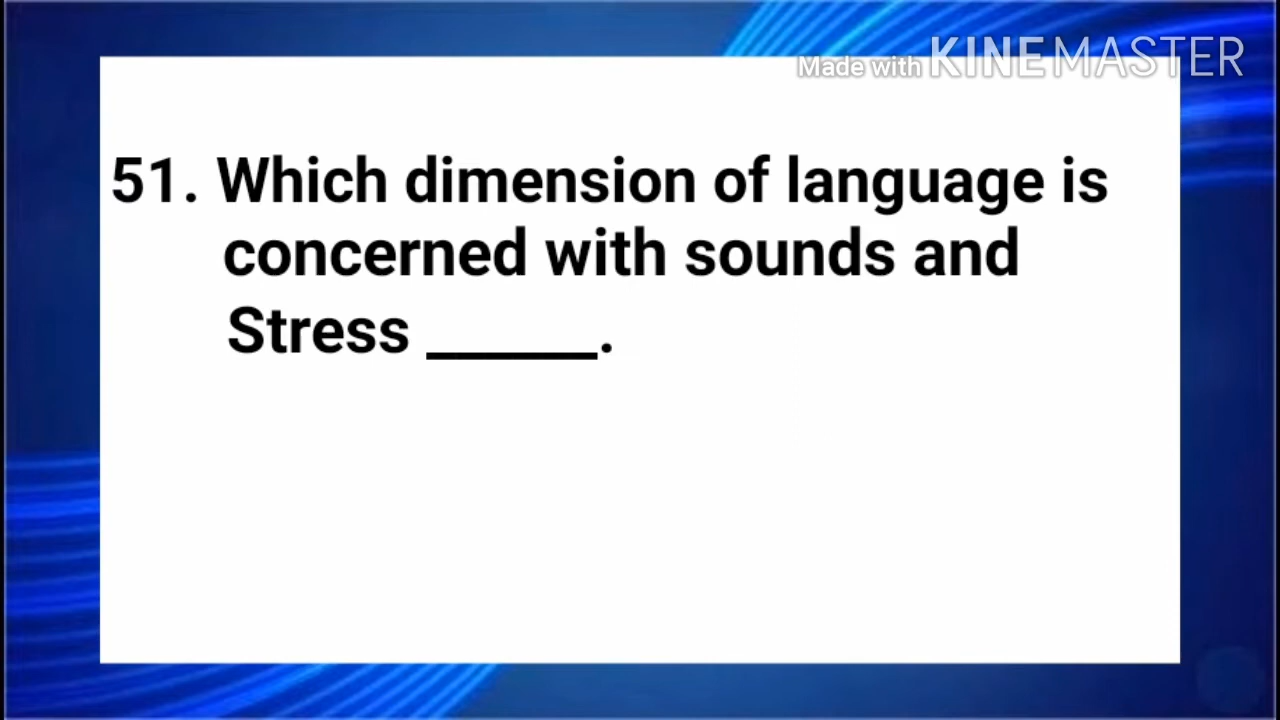 Made with KINEMASTER
51. Which dimension of language is
concerned with sounds and
Stress ______.